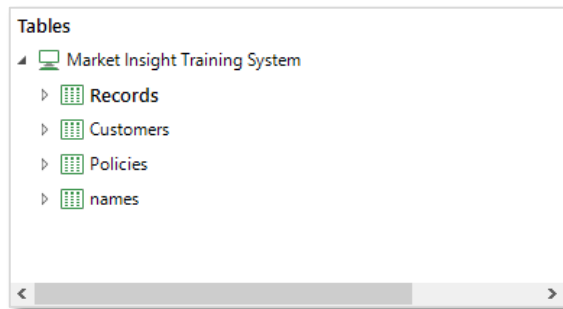 Tables
Market Insight Training System
Records
Customers
Policies
names